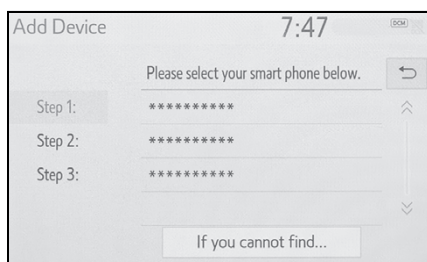 Add Device 7:47 DCM
Please select your smart phone below.
Step 1: **********
Step 2: **********
Step 3: **********
If you cannot find...